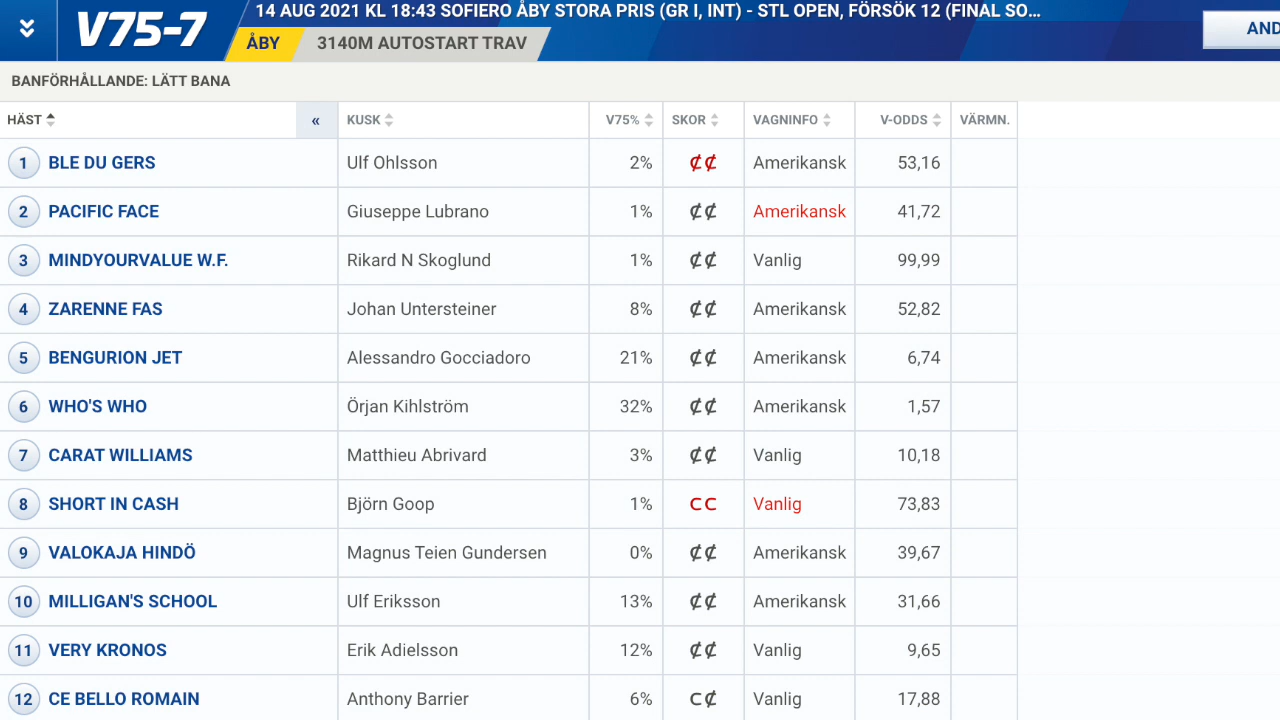 V75-7
14 AUG 2021 KL 18:43 SOFIERO ÅBY STORA PRIS (GR I, INT) - STL OPEN, FÖRSÖK 12 (FINAL SO...
AND
ÅBY 3140M AUTOSTART TRAV
BANFÖRHÅLLANDE: LÄTT BANA
HÄST « KUSK V75% SKOR VAGNINFO V-ODDS VÄRMN.
1 BLE DU GERS Ulf Ohlsson 2% ₵₵ Amerikansk 53,16
2 PACIFIC FACE Giuseppe Lubrano 1% ₵₵ Amerikansk 41,72
3 MINDYOURVALUE W.F. Rikard N Skoglund 1% ₵₵ Vanlig 99,99
4 ZARENNE FAS Johan Untersteiner 8% ₵₵ Amerikansk 52,82
5 BENGURION JET Alessandro Gocciadoro 21% ₵₵ Amerikansk 6,74
6 WHO'S WHO Örjan Kihlström 32% ₵₵ Amerikansk 1,57
7 CARAT WILLIAMS Matthieu Abrivard 3% ₵₵ Vanlig 10,18
8 SHORT IN CASH Björn Goop 1% CC Vanlig 73,83
9 VALOKAJA HINDÖ Magnus Teien Gundersen 0% ₵₵ Amerikansk 39,67
10 MILLIGAN'S SCHOOL Ulf Eriksson 13% ₵₵ Amerikansk 31,66
11 VERY KRONOS Erik Adielsson 12% ₵₵ Vanlig 9,65
12 CE BELLO ROMAIN Anthony Barrier 6% C₵ Vanlig 17,88